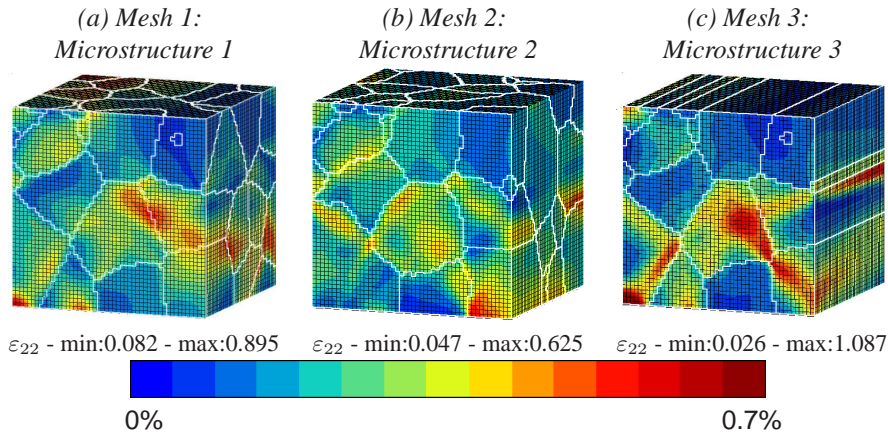 (a) Mesh 1:
Microstructure 1
(b) Mesh 2:
Microstructure 2
(c) Mesh 3:
Microstructure 3
ε₂₂ - min:0.082 - max:0.895
ε₂₂ - min:0.047 - max:0.625
ε₂₂ - min:0.026 - max:1.087
0%
0.7%